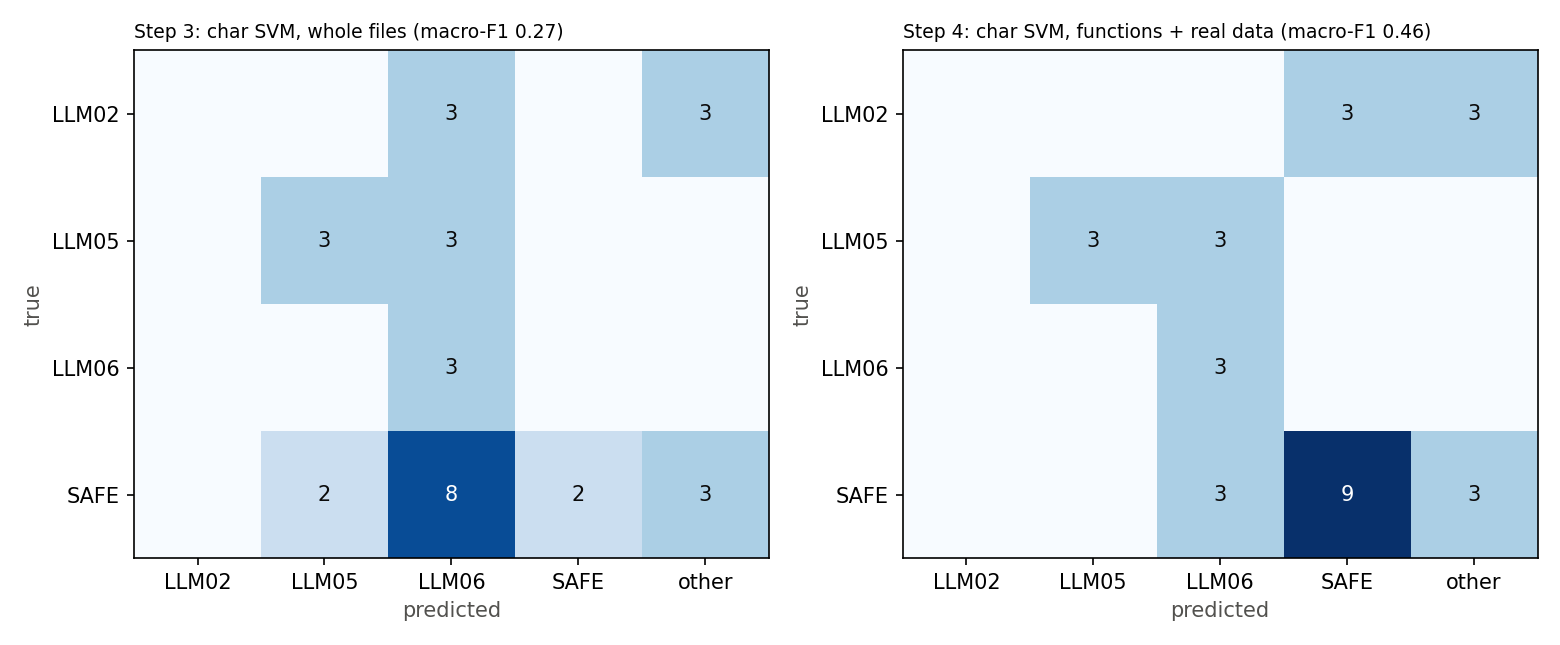 Step 3: char SVM, whole files (macro-F1 0.27)
LLM02
3
3
LLM05
3
3
LLM06
3
SAFE
2
8
2
3
LLM02
LLM05
LLM06
SAFE
other
predicted
true
Step 4: char SVM, functions + real data (macro-F1 0.46)
LLM02
3
3
LLM05
3
3
LLM06
3
SAFE
3
9
3
LLM02
LLM05
LLM06
SAFE
other
predicted
true